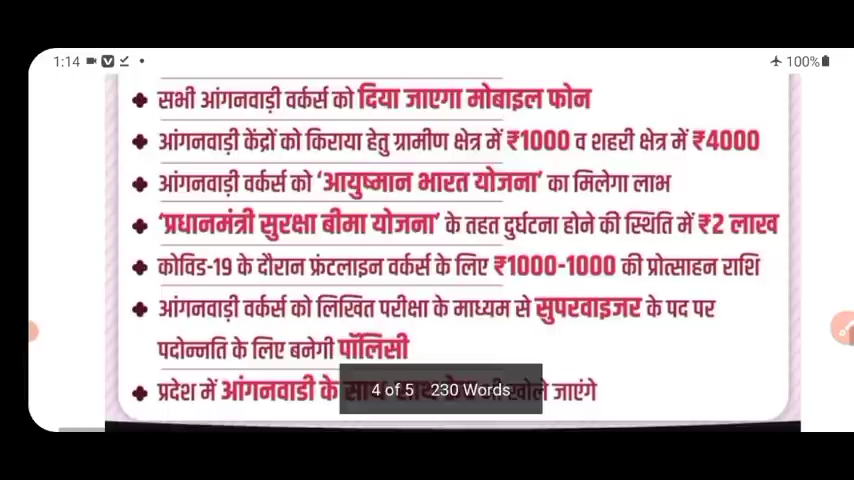 1:14
100%
सभी आंगनवाड़ी वर्कर्स को दिया जाएगा मोबाइल फोन
आंगनवाड़ी केंद्रों को किराया हेतु ग्रामीण क्षेत्र में ₹1000 व शहरी क्षेत्र में ₹4000
आंगनवाड़ी वर्कर्स को 'आयुष्मान भारत योजना' का मिलेगा लाभ
'प्रधानमंत्री सुरक्षा बीमा योजना' के तहत दुर्घटना होने की स्थिति में ₹2 लाख
कोविड-19 के दौरान फ्रंटलाइन वर्कर्स के लिए ₹1000-1000 की प्रोत्साहन राशि
आंगनवाड़ी वर्कर्स को लिखित परीक्षा के माध्यम से सुपरवाइजर के पद पर
पदोन्नति के लिए बनेगी पॉलिसी
प्रदेश में आंगनवाडी के खोले जाएंगे
4 of 5 230 Words